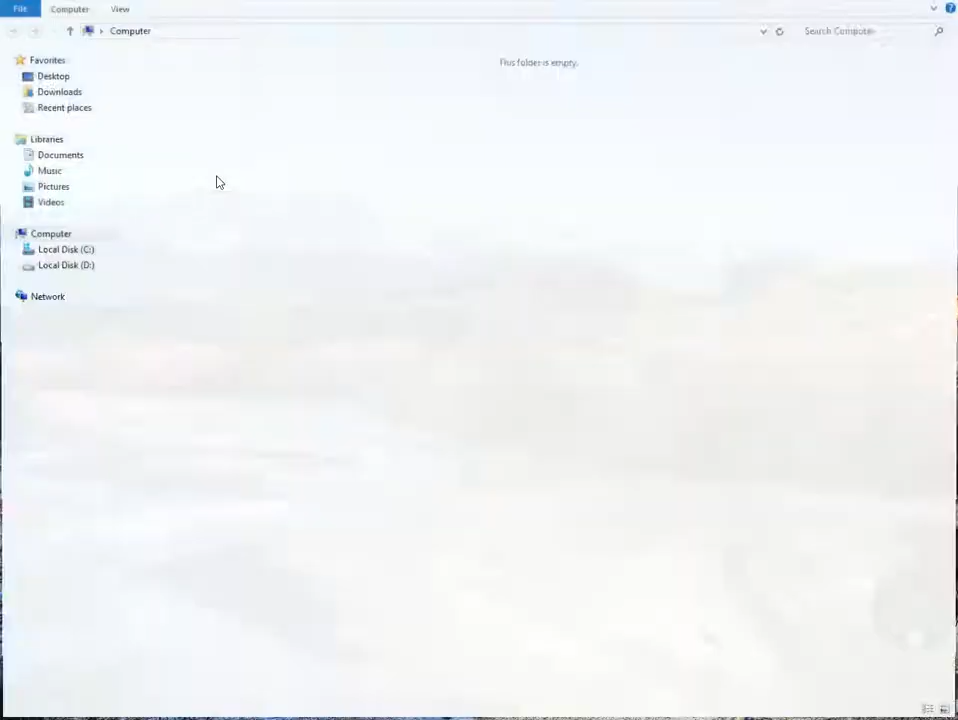 File Computer View
Computer
Search Computer
Favorites
This folder is empty.
Desktop
Downloads
Recent places
Libraries
Documents
Music
Pictures
Videos
Computer
Local Disk (C:)
Local Disk (D:)
Network